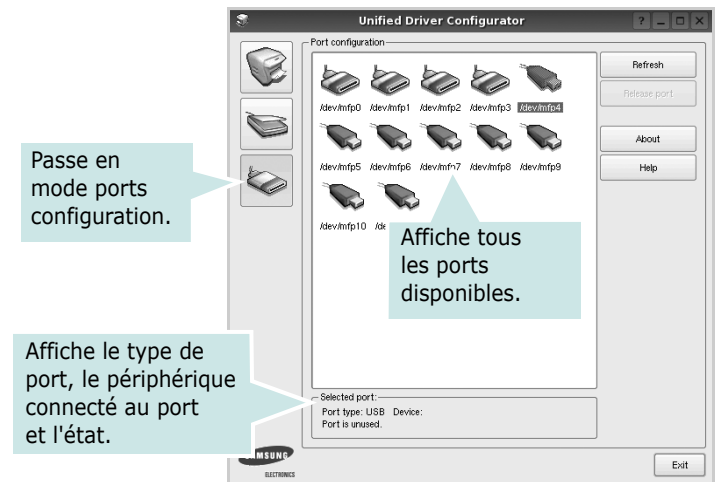 Unified Driver Configurator
Port configuration
/dev/mfp0 /dev/mfp1 /dev/mfp2 /dev/mfp3 /dev/mfp4
/dev/mfp5 /dev/mfp6 /dev/mfp7 /dev/mfp8 /dev/mfp9
/dev/mfp10
Refresh
Release port
About
Help
Passe en
mode ports
configuration.
Affiche tous
les ports
disponibles.
Affiche le type de
port, le périphérique
connecté au port
et l'état.
Selected port:
Port type: USB Device:
Port is unused.
ELECTRONICS
Exit